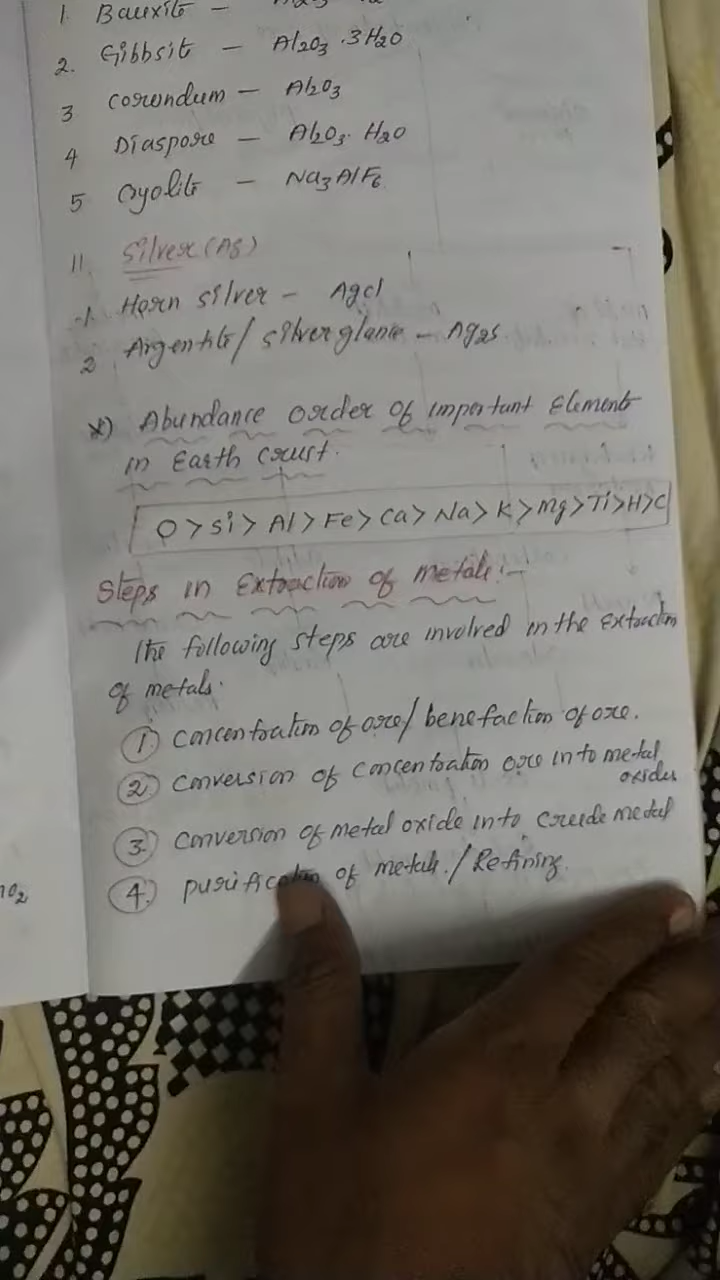 1. Bauxite –
2. Gibbsit – Al2O3 .3H2O
3 corundum – Al2O3
4 Diaspore – Al2O3. H2O
5 Cryolite – Na3AlF6
11. Silver (Ag)
1. Horn silver – Agcl
2 Argentite/ silver glance – Ag2s
*) Abundance order of important Elements
in Earth crust.
O > Si > Al > Fe > Ca > Na > K > Mg > Ti > H > C
Steps in Extraction of metals:–
The following steps are involved in the extraction
of metals.
1. concentration of ore/ benefaction of ore.
2. conversion of concentration ore into metal
oxides
3. conversion of metal oxide into crude metal
4. purification of metals. / Refining.